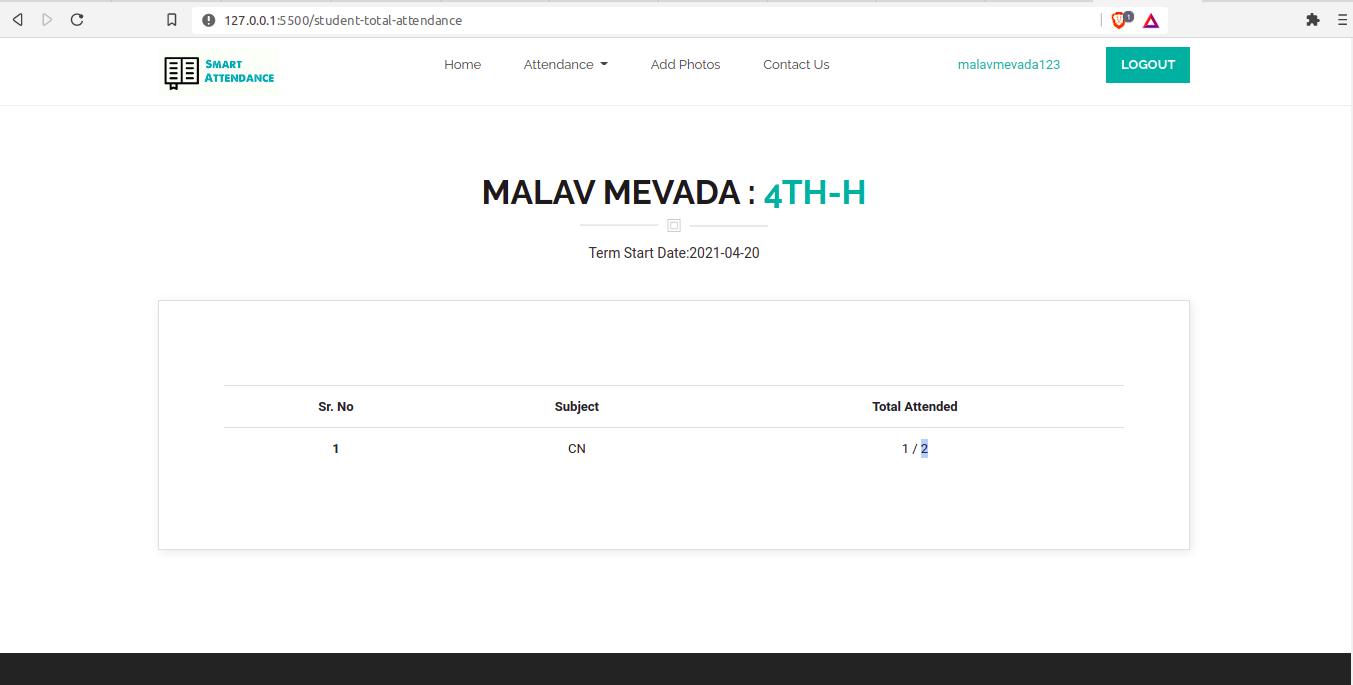 127.0.0.1:5500/student-total-attendance
1
SMART
ATTENDANCE
Home
Attendance
Add Photos
Contact Us
malavmevada123
LOGOUT
MALAV MEVADA : 4TH-H
Term Start Date:2021-04-20
Sr. No Subject Total Attended
1 CN 1 / 2